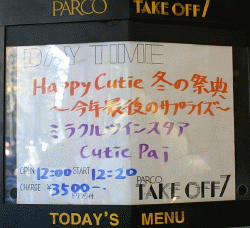 PARCO TAKE OFF7
DAY TIME
Happy Cutie 冬の祭典
〜今年最後のサプライズ〜
ミラクルツインスタア
Cutie Pai
OPEN 12:00 START 12:20
CHARGE ¥3500-
PARCO
TAKE OFF7
TODAY'S MENU